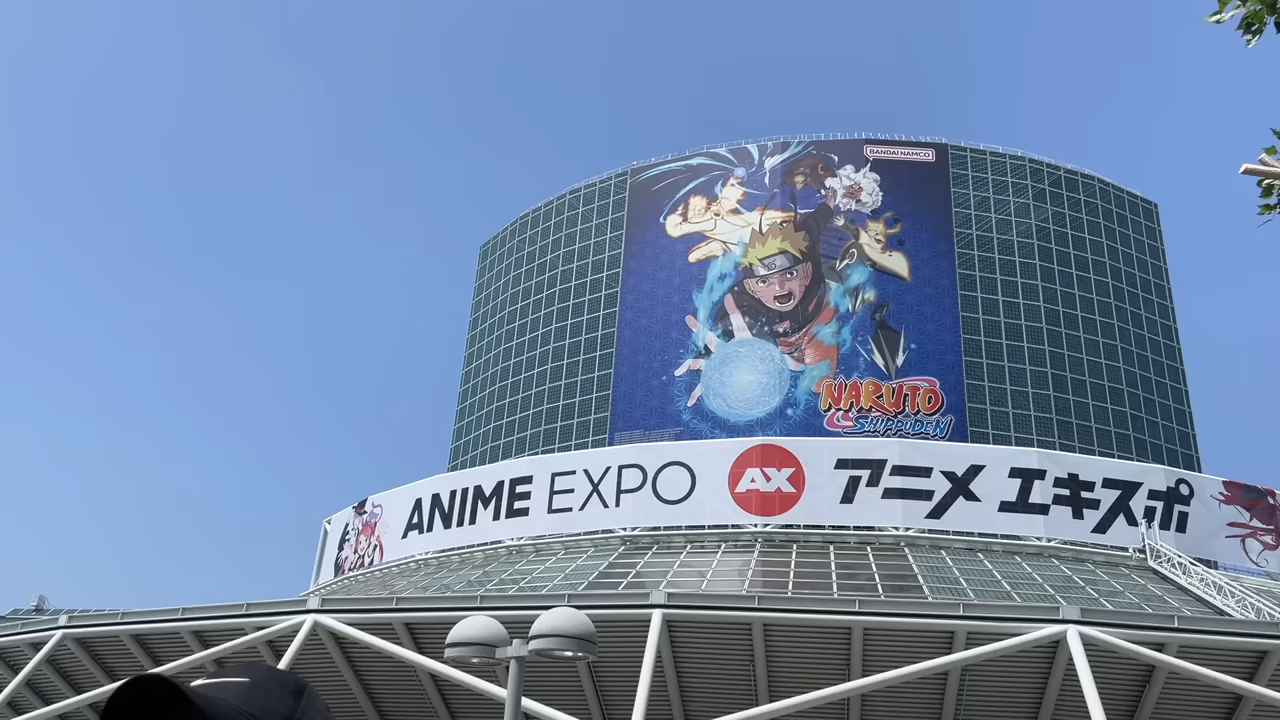 BANDAI NAMCO
NARUTO
SHIPPUDEN
ANIME EXPO AX アニメ エキスポ